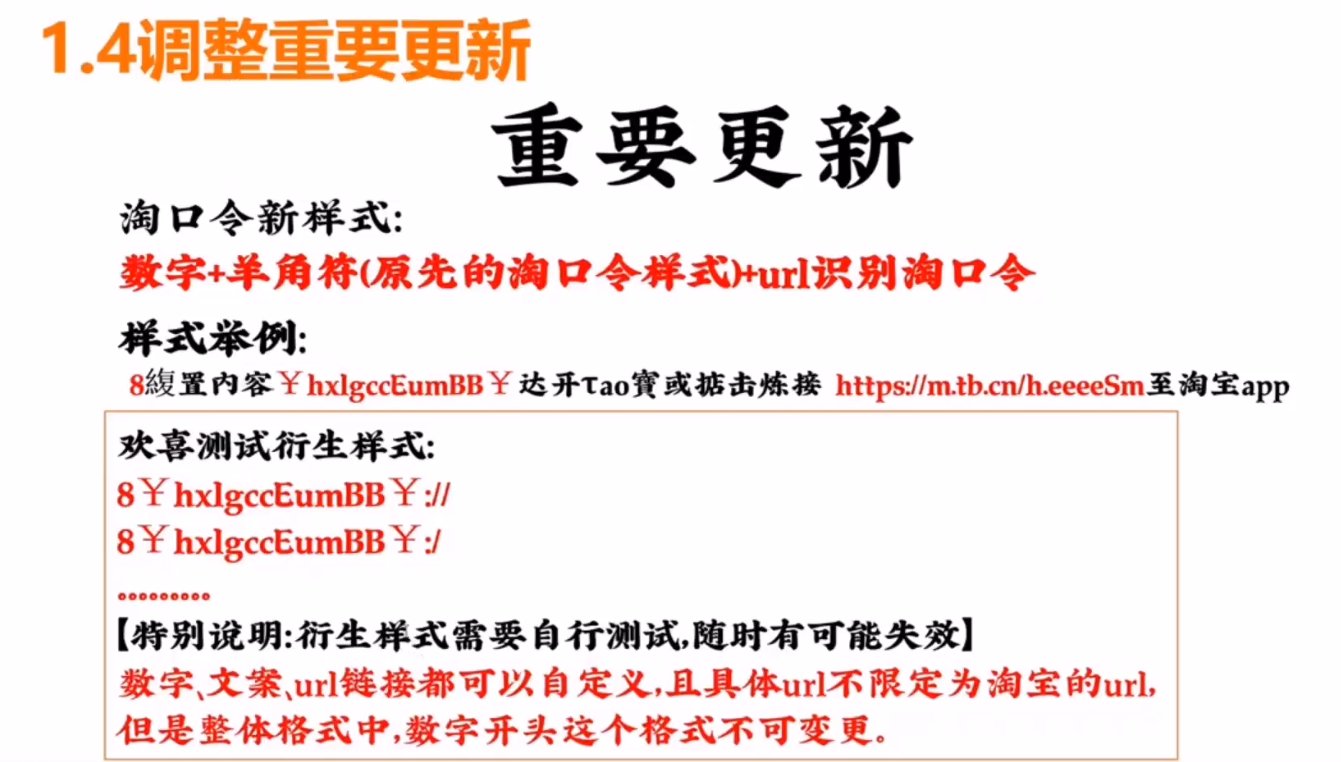 1.4调整重要更新
重要更新
淘口令新样式:
数字+羊角符(原先的淘口令样式)+url识别淘口令
样式举例:
8緮置内容￥hxlgccEumBB￥达开τao寳或掂击炼接 https://m.tb.cn/h.eeeeSm至淘宝app
欢喜测试衍生样式:
8￥hxlgccEumBB￥://
8￥hxlgccEumBB￥:/
.........
【特别说明:衍生样式需要自行测试,随时有可能失效】
数字、文案、url链接都可以自定义,且具体url不限定为淘宝的url,
但是整体格式中,数字开头这个格式不可变更。